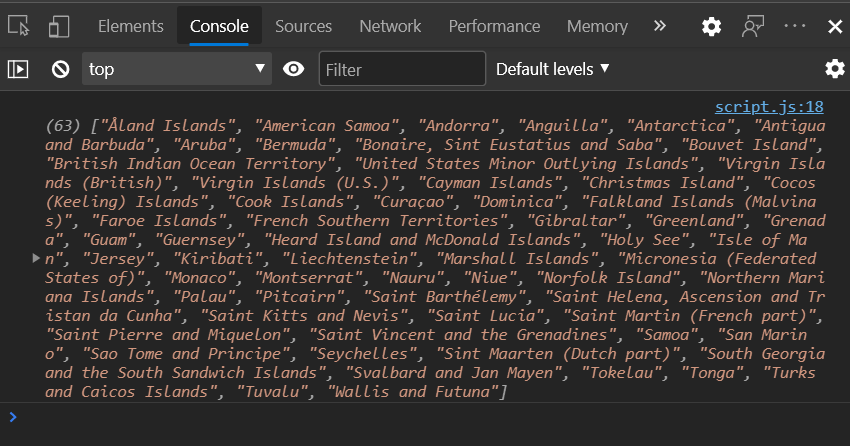 Elements Console Sources Network Performance Memory »
top ▼ Filter Default levels ▼
script.js:18
(63) ["Åland Islands", "American Samoa", "Andorra", "Anguilla", "Antarctica", "Antigua
and Barbuda", "Aruba", "Bermuda", "Bonaire, Sint Eustatius and Saba", "Bouvet Island",
"British Indian Ocean Territory", "United States Minor Outlying Islands", "Virgin Isla
nds (British)", "Virgin Islands (U.S.)", "Cayman Islands", "Christmas Island", "Cocos
(Keeling) Islands", "Cook Islands", "Curaçao", "Dominica", "Falkland Islands (Malvina
s)", "Faroe Islands", "French Southern Territories", "Gibraltar", "Greenland", "Grenad
a", "Guam", "Guernsey", "Heard Island and McDonald Islands", "Holy See", "Isle of Ma
n", "Jersey", "Kiribati", "Liechtenstein", "Marshall Islands", "Micronesia (Federated
States of)", "Monaco", "Montserrat", "Nauru", "Niue", "Norfolk Island", "Northern Mari
ana Islands", "Palau", "Pitcairn", "Saint Barthélemy", "Saint Helena, Ascension and Tr
istan da Cunha", "Saint Kitts and Nevis", "Saint Lucia", "Saint Martin (French part)",
"Saint Pierre and Miquelon", "Saint Vincent and the Grenadines", "Samoa", "San Marin
o", "Sao Tome and Principe", "Seychelles", "Sint Maarten (Dutch part)", "South Georgia
and the South Sandwich Islands", "Svalbard and Jan Mayen", "Tokelau", "Tonga", "Turks
and Caicos Islands", "Tuvalu", "Wallis and Futuna"]